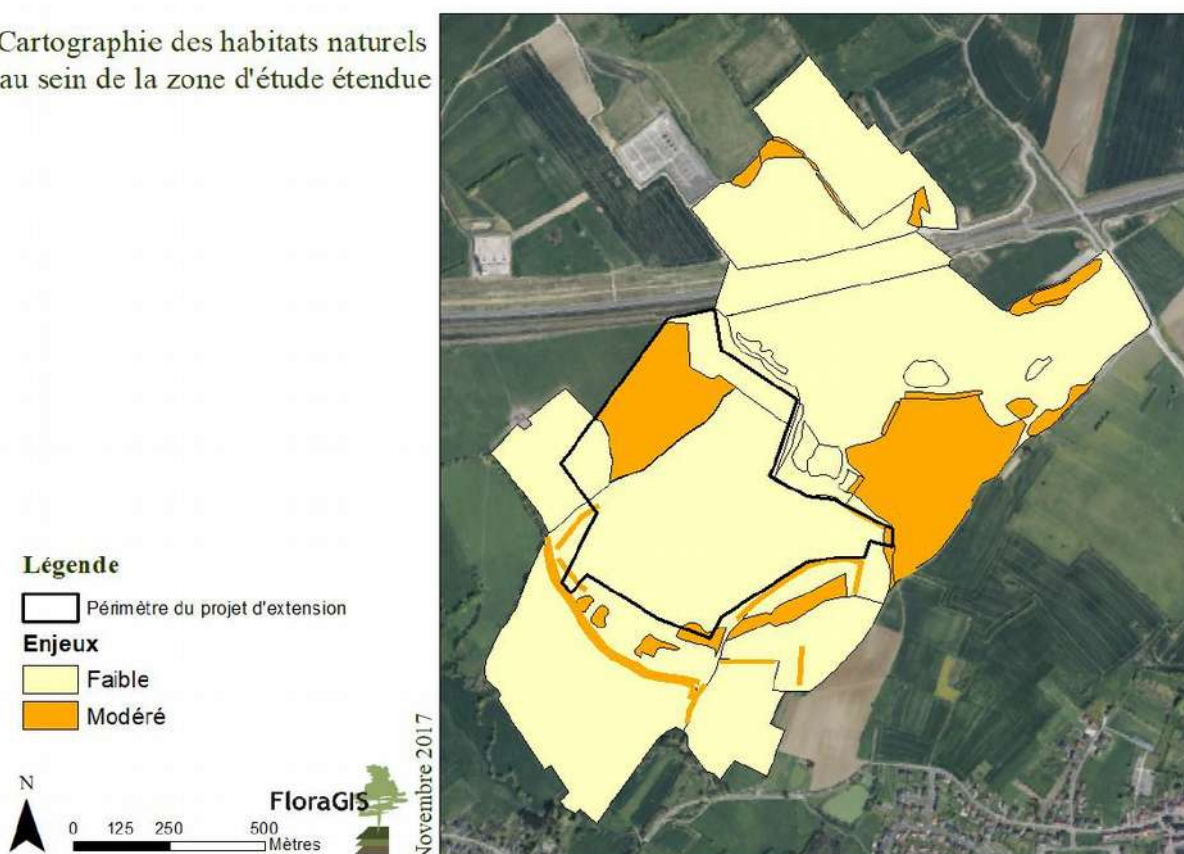 Cartographie des habitats naturels
au sein de la zone d'étude étendue
Légende
Périmètre du projet d'extension
Enjeux
Faible
Modéré
N
FloraGIS
0 125 250 500
Mètres
Novembre 2017